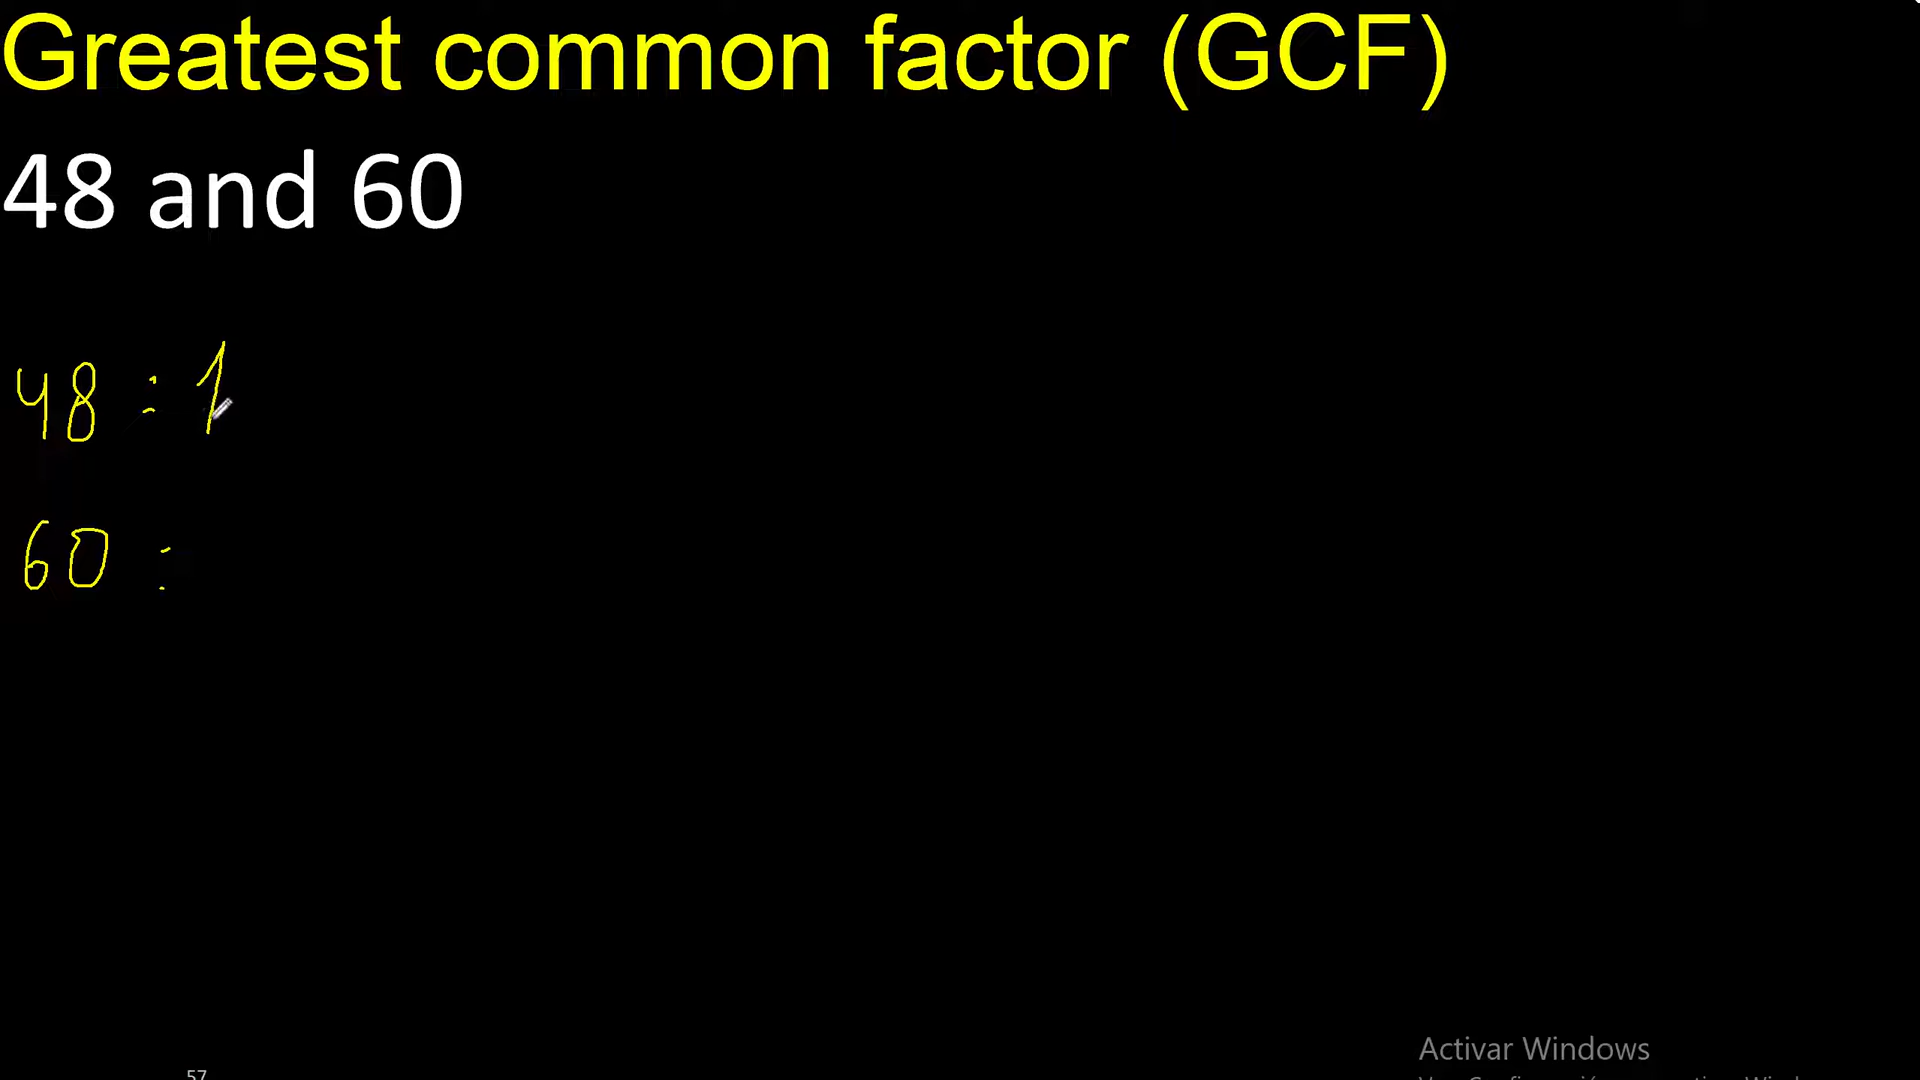 Greatest common factor (GCF)
48 and 60
48 : 1
60 :
Activar Windows
57